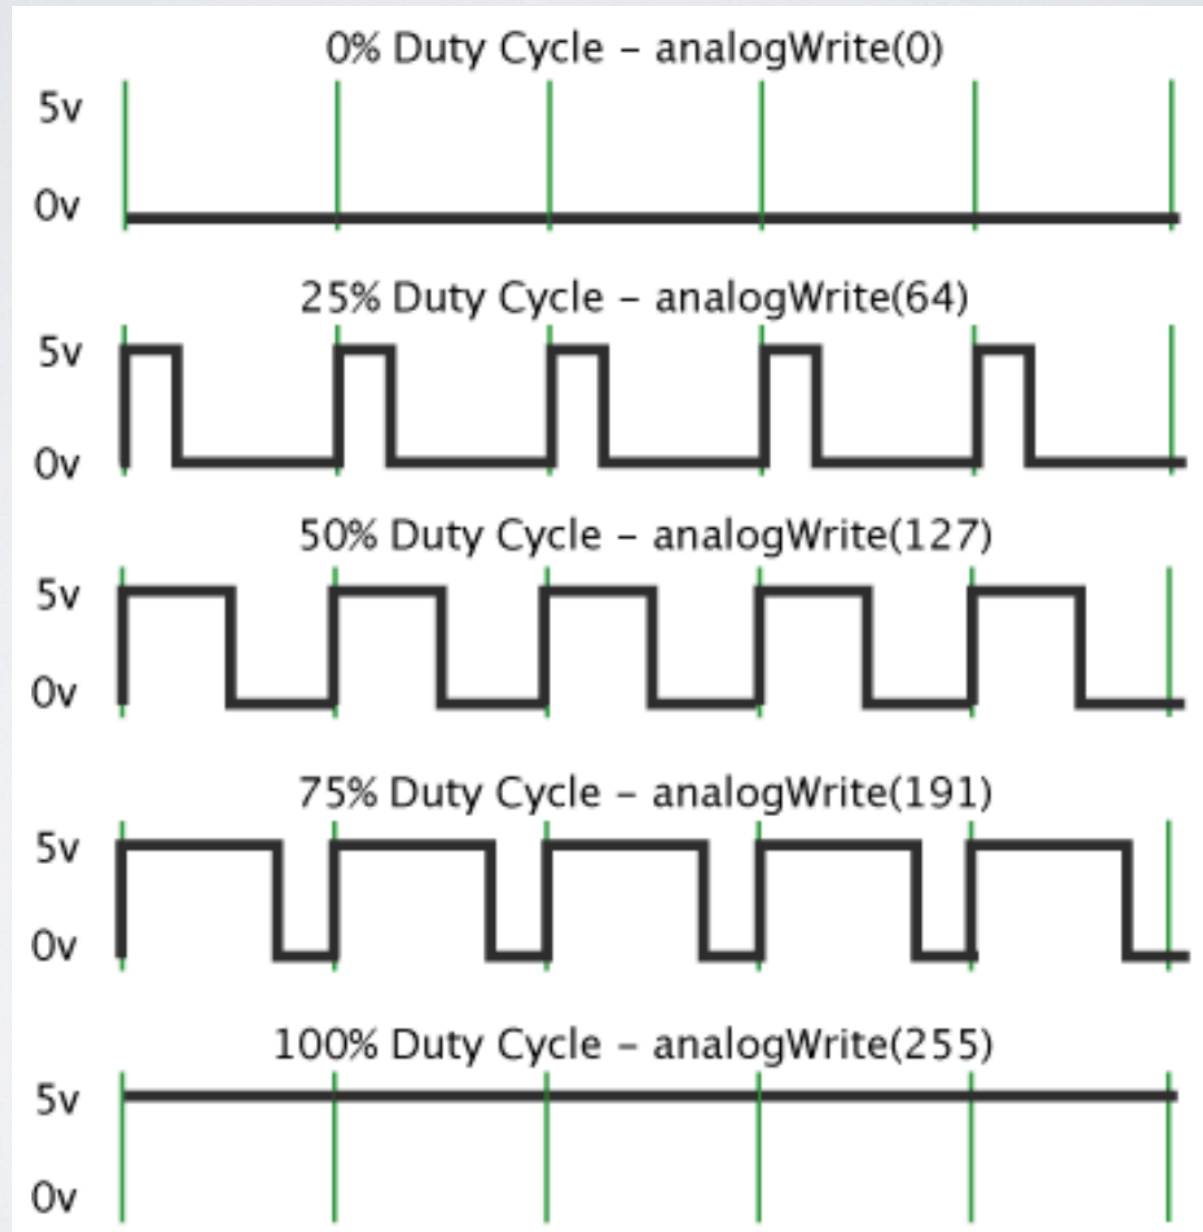 0% Duty Cycle – analogWrite(0)
5v
0v
25% Duty Cycle – analogWrite(64)
5v
0v
50% Duty Cycle – analogWrite(127)
5v
0v
75% Duty Cycle – analogWrite(191)
5v
0v
100% Duty Cycle – analogWrite(255)
5v
0v